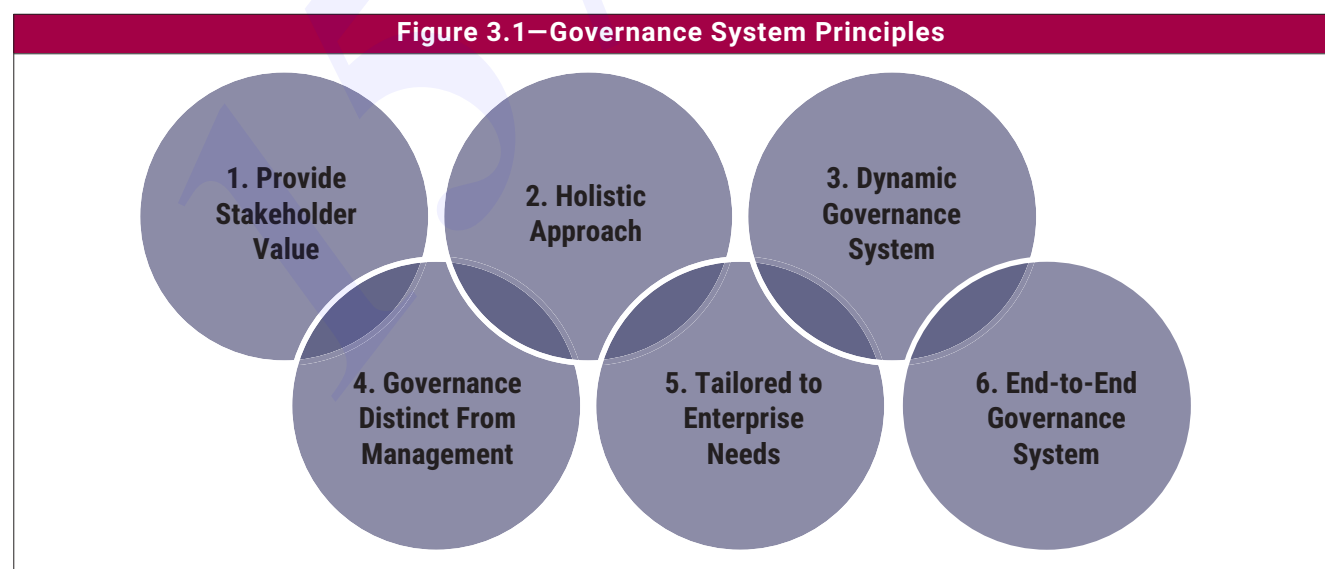 Figure 3.1—Governance System Principles
1. Provide
Stakeholder
Value
2. Holistic
Approach
3. Dynamic
Governance
System
4. Governance
Distinct From
Management
5. Tailored to
Enterprise
Needs
6. End-to-End
Governance
System